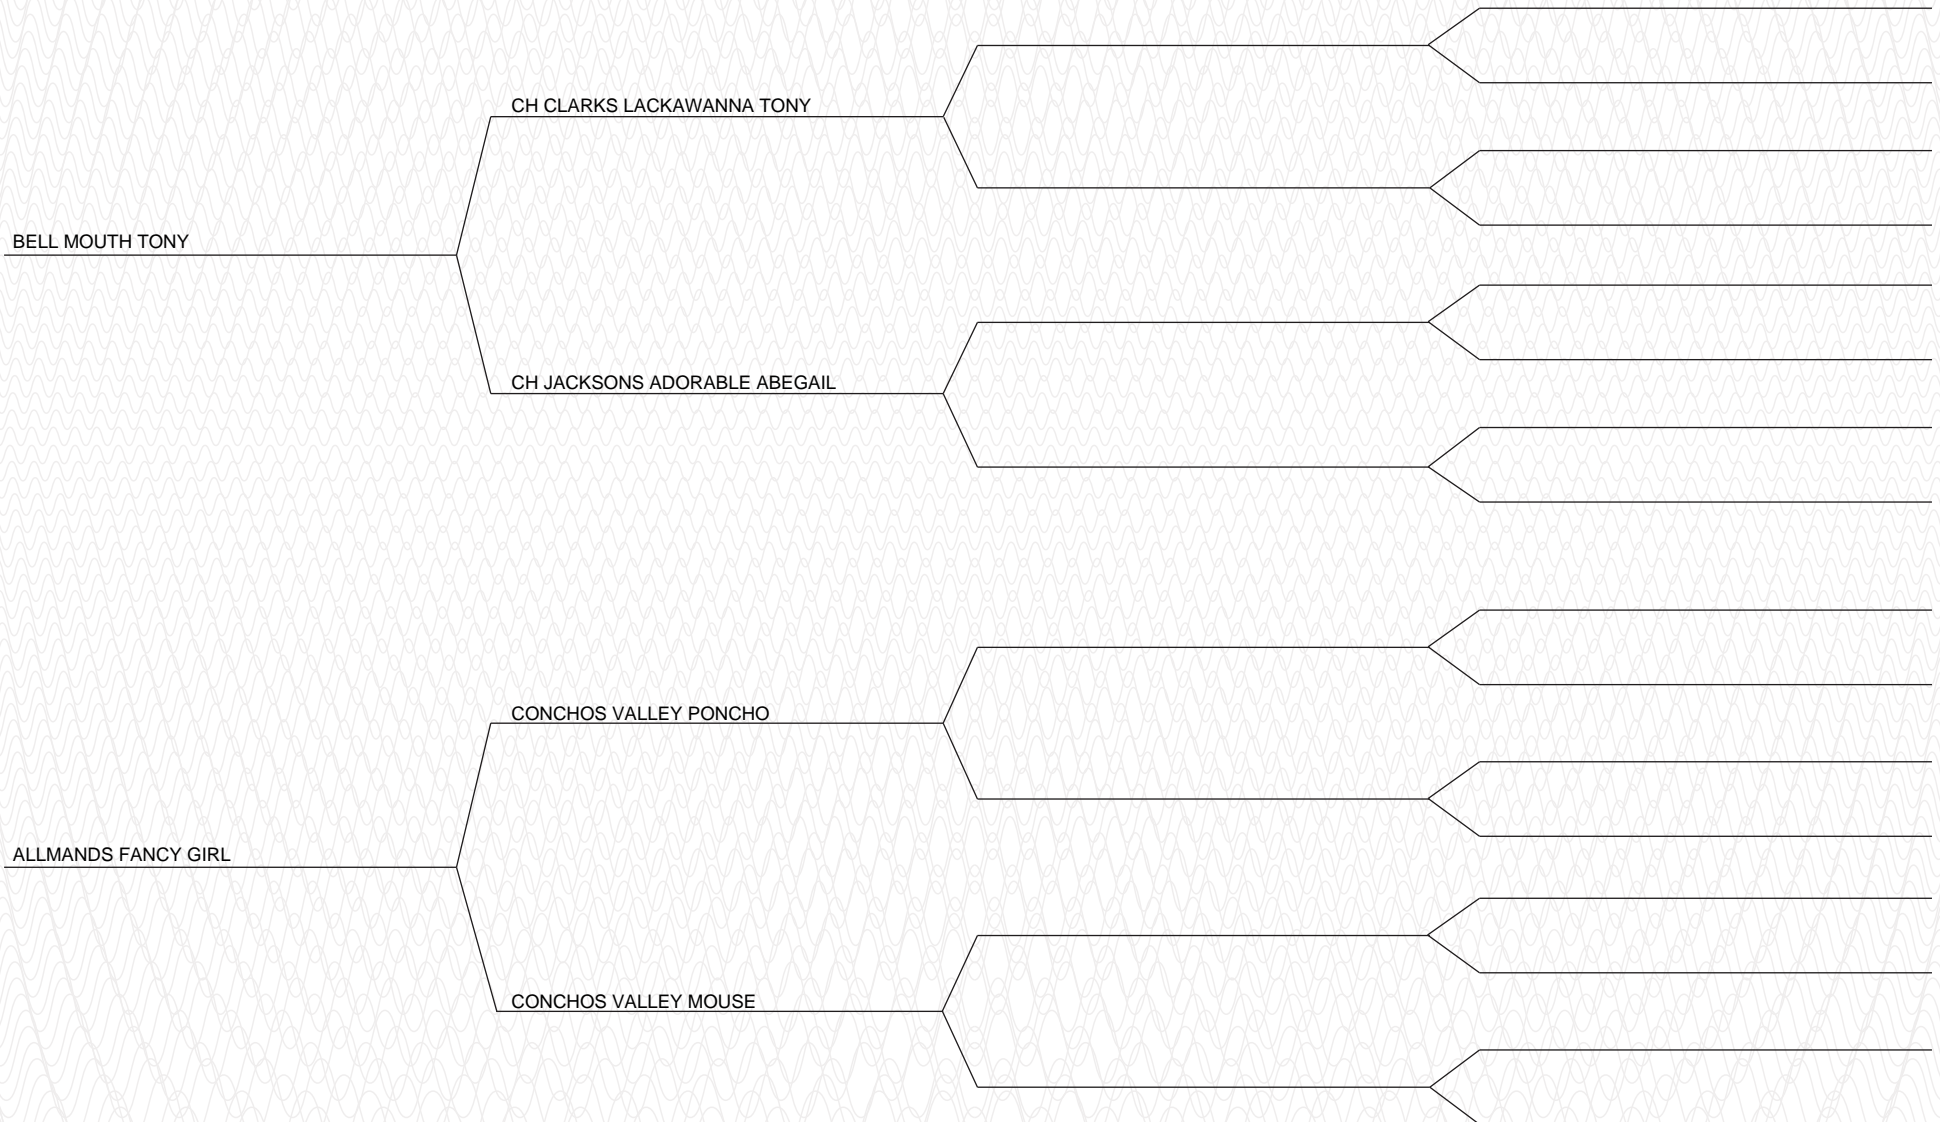 CH CLARKS LACKAWANNA TONY
BELL MOUTH TONY
CH JACKSONS ADORABLE ABEGAIL
CONCHOS VALLEY PONCHO
ALLMANDS FANCY GIRL
CONCHOS VALLEY MOUSE